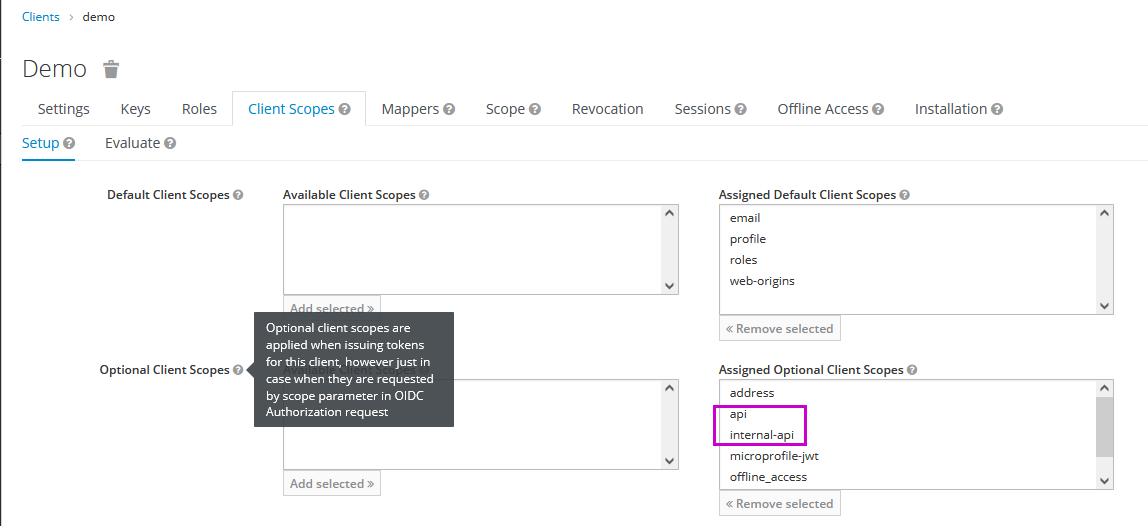 Clients > demo
Demo
Settings Keys Roles Client Scopes Mappers Scope Revocation Sessions Offline Access Installation
Setup Evaluate
Default Client Scopes Available Client Scopes Assigned Default Client Scopes
email
profile
roles
web-origins
Add selected »
« Remove selected
Optional client scopes are
applied when issuing tokens
for this client, however just in
case when they are requested
by scope parameter in OIDC
Authorization request
Optional Client Scopes Available Client Scopes Assigned Optional Client Scopes
address
api
internal-api
microprofile-jwt
offline_access
Add selected »
« Remove selected